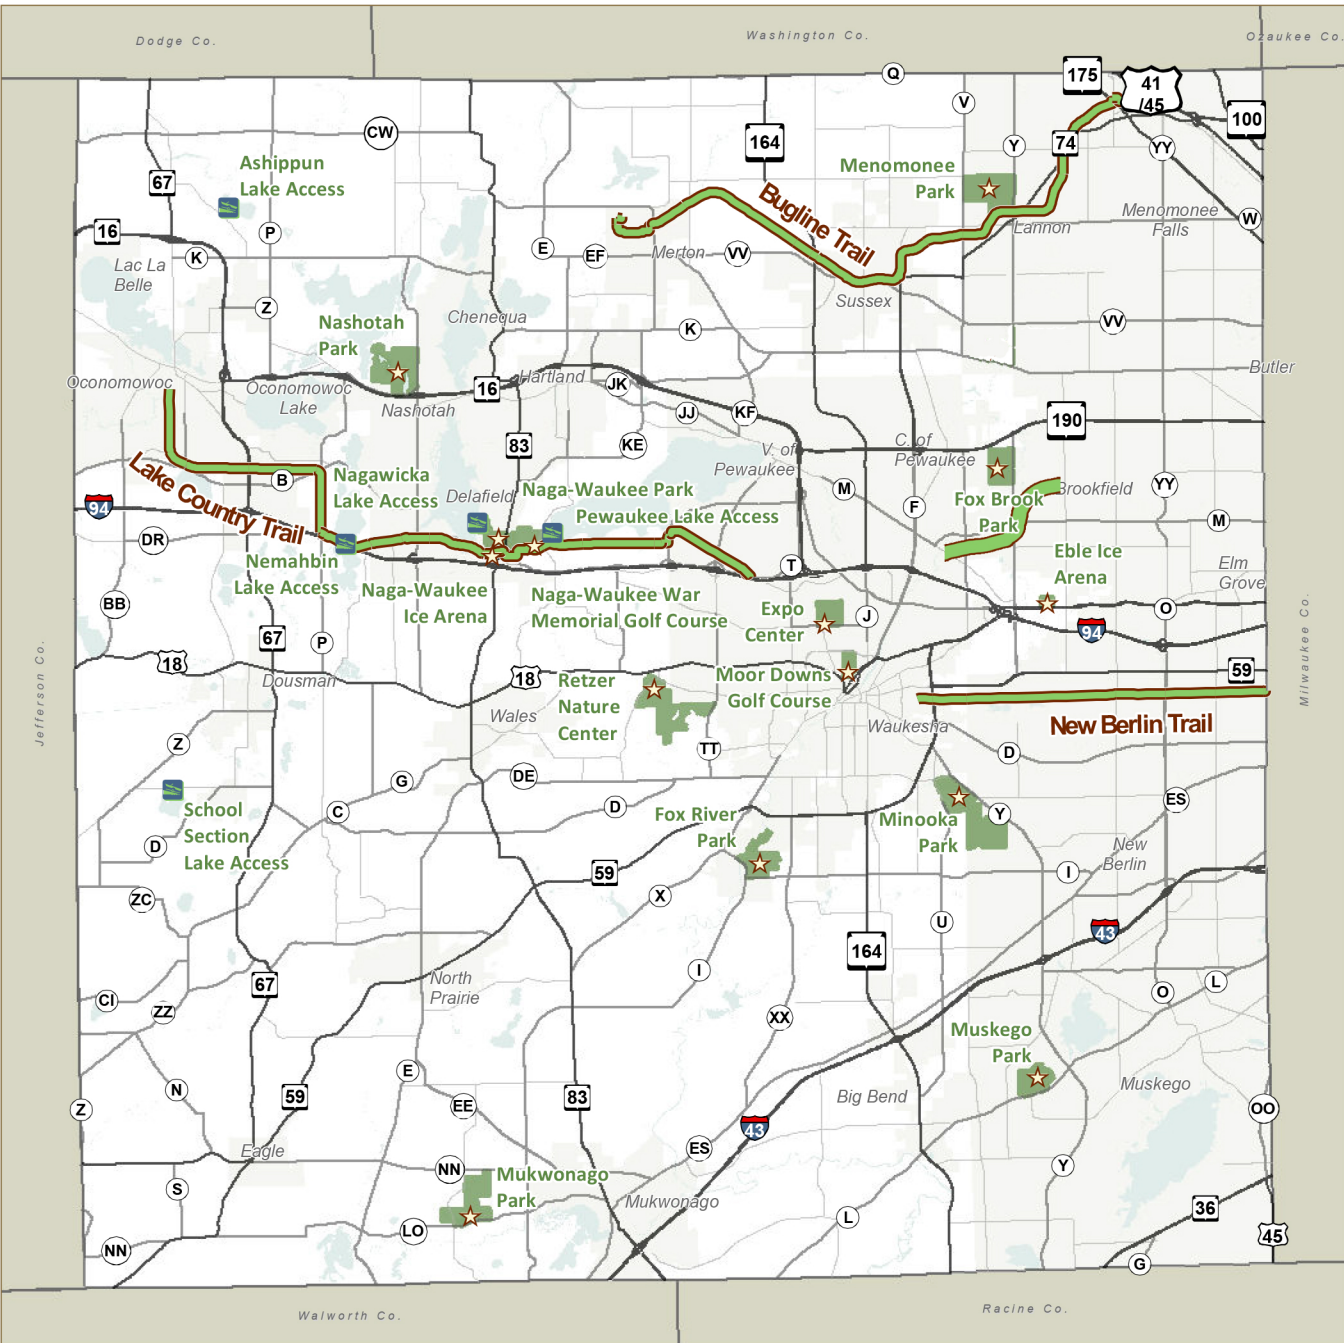 Dodge Co.
Washington Co.
Ozaukee Co.
Q
175
41
/45
V
100
CW
164
74
Y
YY
Ashippun
Lake Access
67
Menomonee
Park
Bugline Trail
Menomonee
Falls
W
16
P
K
E
EF
Merton
VV
Lannon
Lac La
Belle
Sussex
Z
Chenequa
Nashotah
Park
K
VV
Butler
Oconomowoc
Oconomowoc
Lake
Nashotah
16
Hartland
JK
JJ
KF
190
83
KE
V. of
Pewaukee
C. of
Pewaukee
Lake Country Trail
B
Nagawicka
Lake Access
Delafield
Naga-Waukee Park
Pewaukee Lake Access
M
F
Fox Brook
Park
Brookfield
YY
M
94
DR
Nemahbin
Lake Access
Naga-Waukee
Ice Arena
Naga-Waukee War
Memorial Golf Course
T
Eble Ice
Arena
Elm
Grove
BB
Expo
Center
J
O
94
67
P
18
Dousman
18
Retzer
Nature
Center
Moor Downs
Golf Course
59
Jefferson Co.
Milwaukee Co.
Wales
Waukesha
New Berlin Trail
Z
TT
D
G
DE
School
Section
Lake Access
C
D
Fox River
Park
Minooka
Park
Y
ES
D
New
Berlin
59
I
ZC
X
U
43
164
67
North
Prairie
I
CI
ZZ
XX
O
L
Muskego
Park
E
N
59
EE
83
Big Bend
Muskego
Z
OO
43
Eagle
ES
NN
Mukwonago
Park
Y
S
Mukwonago
L
36
LO
NN
45
G
Walworth Co.
Racine Co.